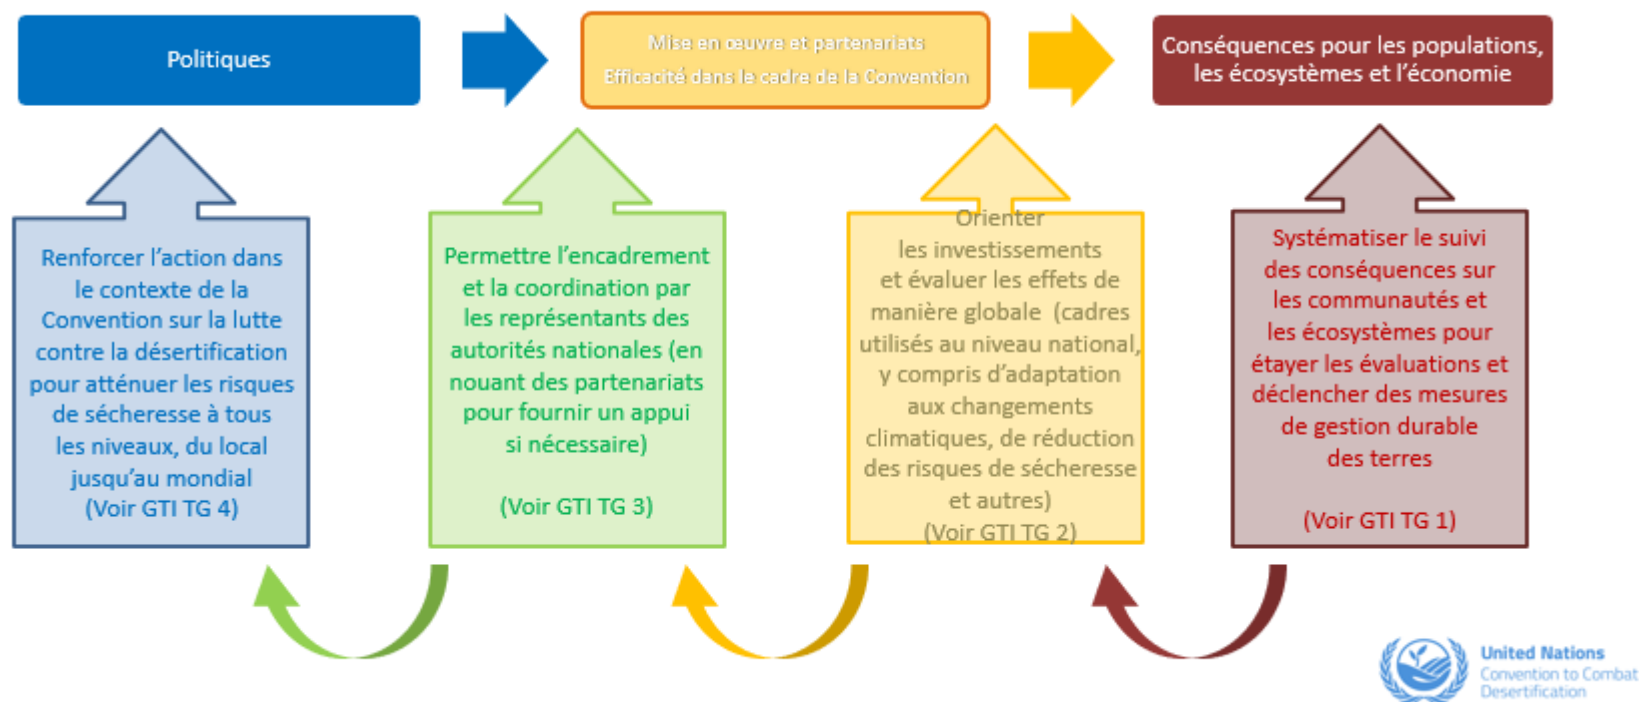 Politiques
Mise en œuvre et partenariats
Efficacité dans le cadre de la Convention
Conséquences pour les populations,
les écosystèmes et l’économie
Renforcer l’action dans
le contexte de la
Convention sur la lutte
contre la désertification
pour atténuer les risques
de sécheresse à tous
les niveaux, du local
jusqu’au mondial
(Voir GTI TG 4)
Permettre l’encadrement
et la coordination par
les représentants des
autorités nationales (en
nouant des partenariats
pour fournir un appui
si nécessaire)
(Voir GTI TG 3)
Orienter
les investissements
et évaluer les effets de
manière globale (cadres
utilisés au niveau national,
y compris d’adaptation
aux changements
climatiques, de réduction
des risques de sécheresse
et autres)
(Voir GTI TG 2)
Systématiser le suivi
des conséquences sur
les communautés et
les écosystèmes pour
étayer les évaluations et
déclencher des mesures
de gestion durable
des terres
(Voir GTI TG 1)
United Nations
Convention to Combat
Desertification